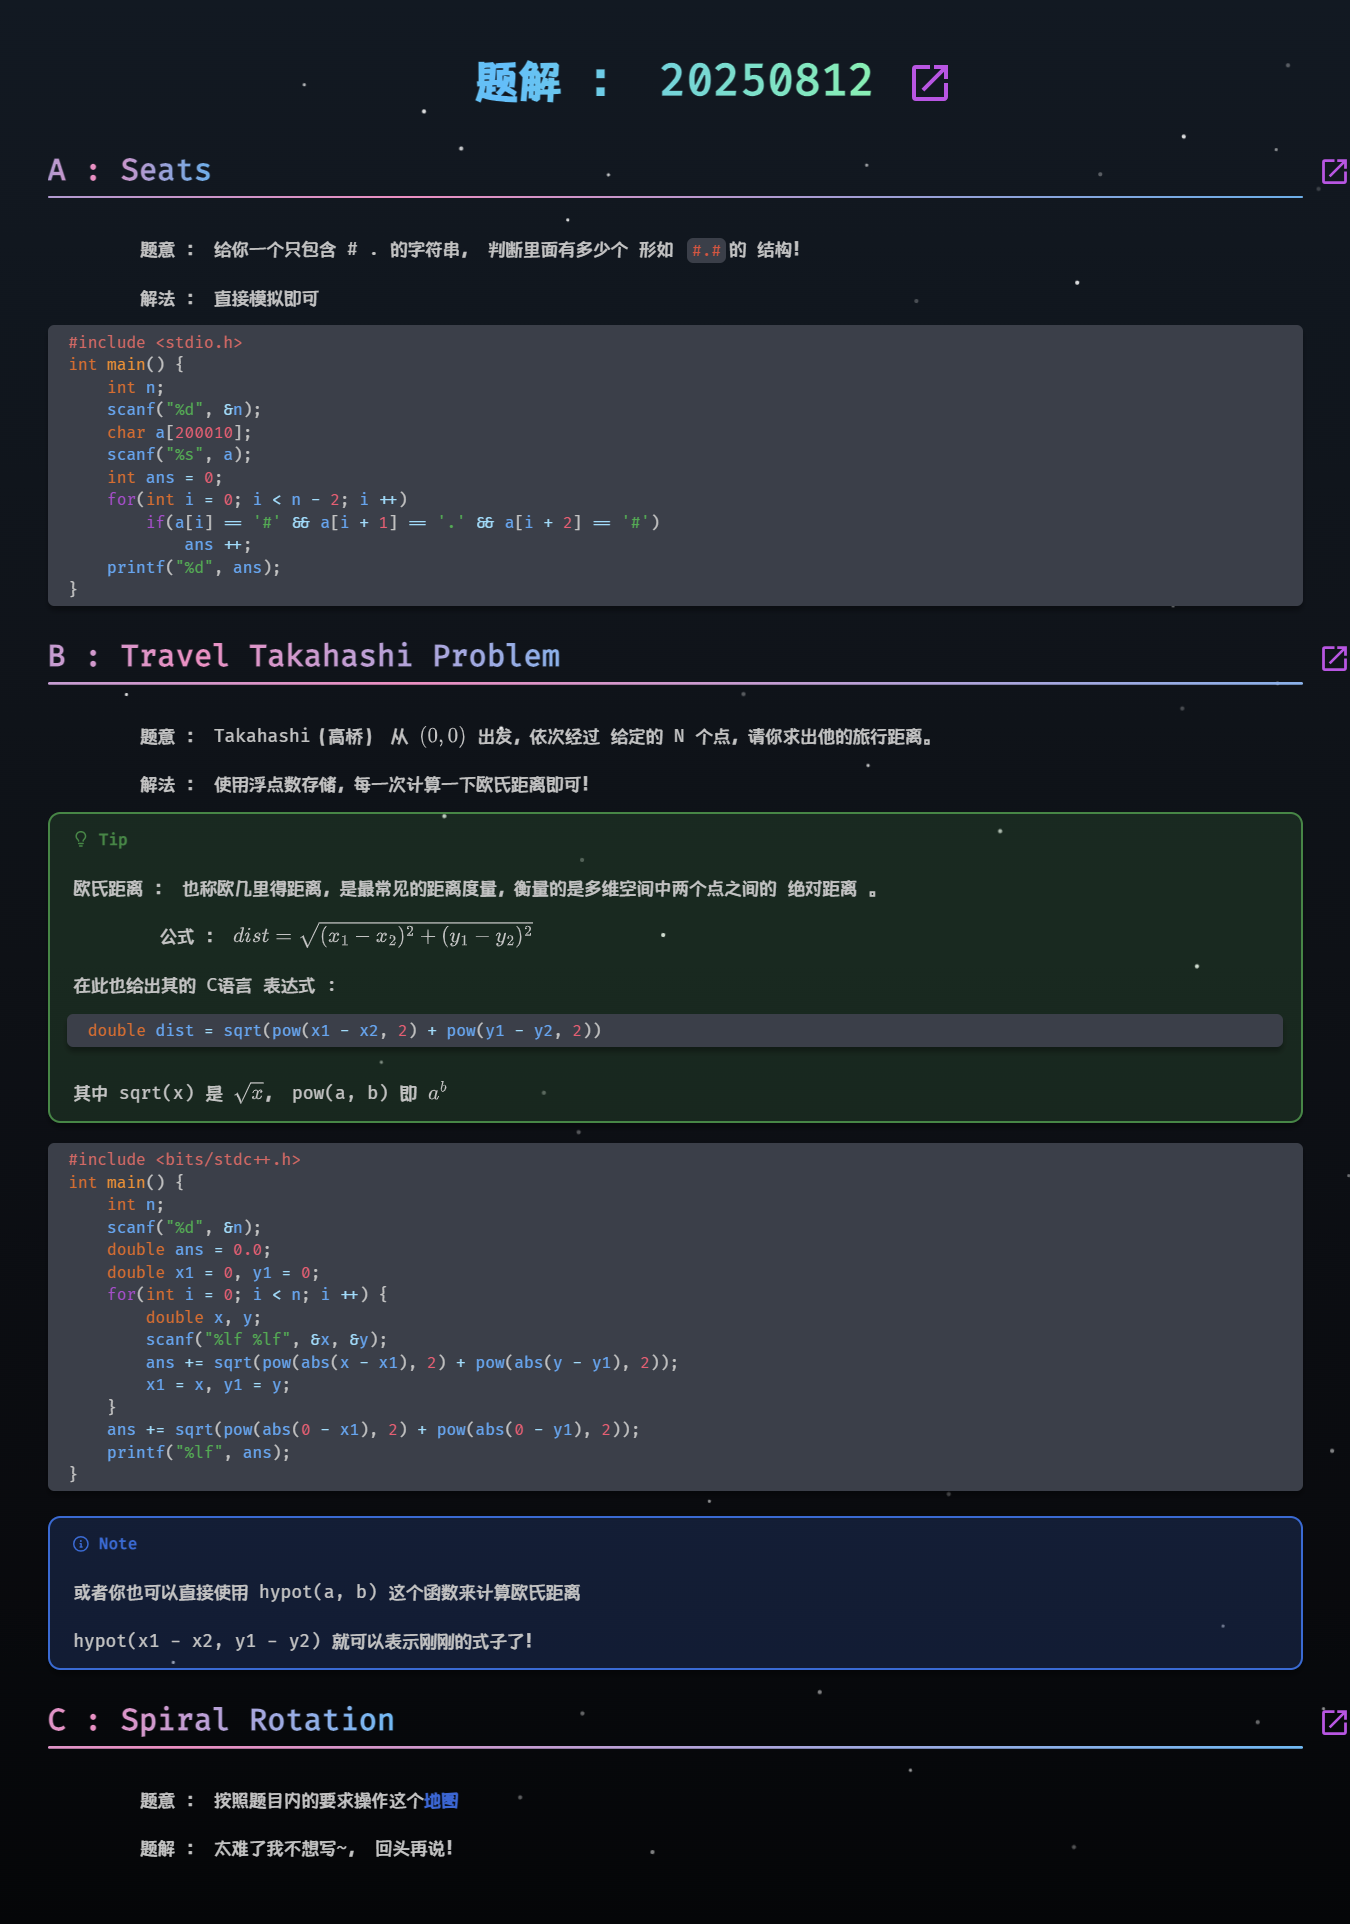 题解 : 20250812
A : Seats
题意 : 给你一个只包含 # . 的字符串, 判断里面有多少个 形如 #.# 的 结构!
解法 : 直接模拟即可
#include <stdio.h>
int main() {
    int n;
    scanf("%d", &n);
    char a[200010];
    scanf("%s", a);
    int ans = 0;
    for(int i = 0; i < n - 2; i ++)
        if(a[i] == '#' && a[i + 1] == '.' && a[i + 2] == '#')
            ans ++;
    printf("%d", ans);
}
B : Travel Takahashi Problem
题意 : Takahashi (高桥) 从 (0, 0) 出发, 依次经过 给定的 N 个点, 请你求出他的旅行距离。
解法 : 使用浮点数存储, 每一次计算一下欧氏距离即可!
Tip
欧氏距离 : 也称欧几里得距离, 是最常见的距离度量, 衡量的是多维空间中两个点之间的 绝对距离 。
公式 : dist = √(x₁ − x₂)² + (y₁ − y₂)²
在此也给出其的 C语言 表达式 :
double dist = sqrt(pow(x1 - x2, 2) + pow(y1 - y2, 2))
其中 sqrt(x) 是 √x, pow(a, b) 即 aᵇ
#include <bits/stdc++.h>
int main() {
    int n;
    scanf("%d", &n);
    double ans = 0.0;
    double x1 = 0, y1 = 0;
    for(int i = 0; i < n; i ++) {
        double x, y;
        scanf("%lf %lf", &x, &y);
        ans += sqrt(pow(abs(x - x1), 2) + pow(abs(y - y1), 2));
        x1 = x, y1 = y;
    }
    ans += sqrt(pow(abs(0 - x1), 2) + pow(abs(0 - y1), 2));
    printf("%lf", ans);
}
Note
或者你也可以直接使用 hypot(a, b) 这个函数来计算欧氏距离
hypot(x1 - x2, y1 - y2) 就可以表示刚刚的式子了!
C : Spiral Rotation
题意 : 按照题目内的要求操作这个地图
题解 : 太难了我不想写~, 回头再说!